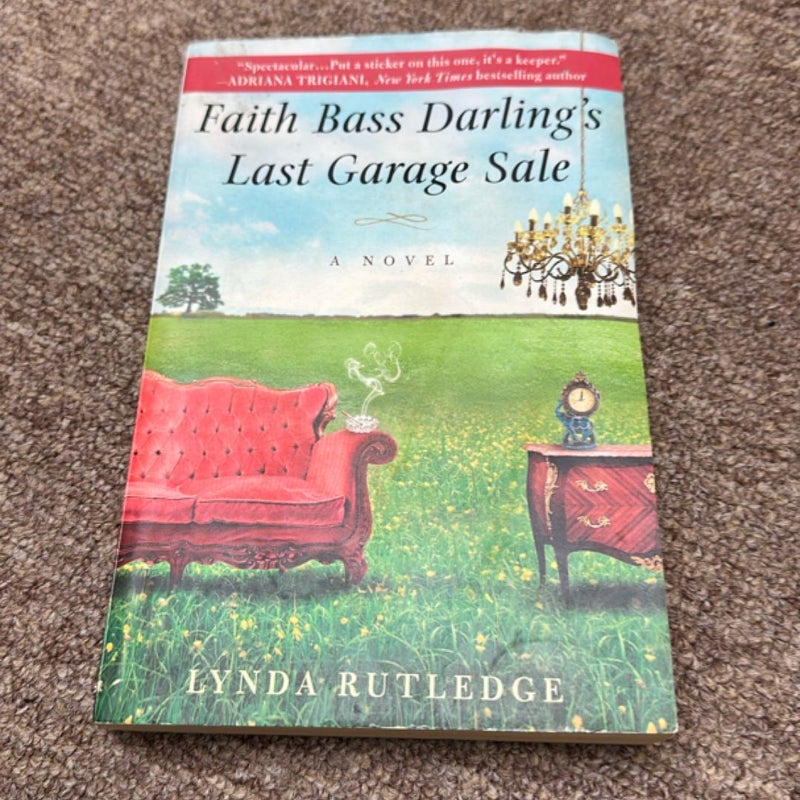 "Spectacular...Put a sticker on this one, it's a keeper."
—ADRIANA TRIGIANI, New York Times bestselling author
Faith Bass Darling's
Last Garage Sale
A NOVEL
LYNDA RUTLEDGE